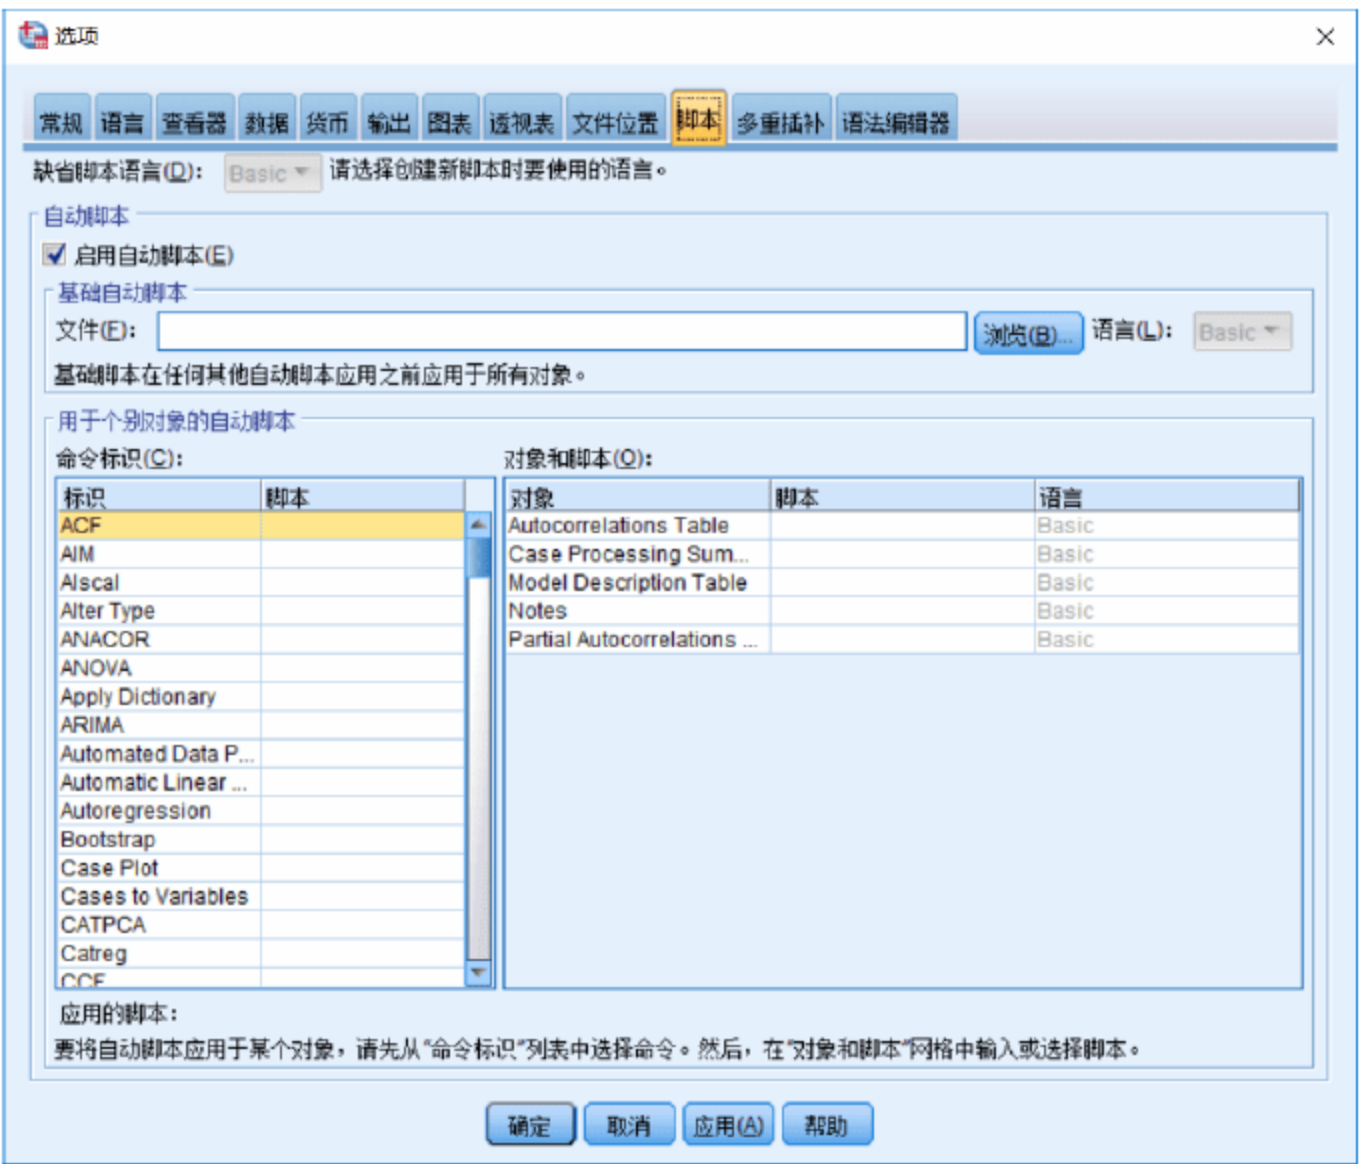 选项
常规 语言 查看器 数据 货币 输出 图表 透视表 文件位置 脚本 多重插补 语法编辑器
缺省脚本语言(D): Basic 请选择创建新脚本时要使用的语言。
自动脚本
启用自动脚本(E)
基础自动脚本
文件(F): 浏览(B)... 语言(L): Basic
基础脚本在任何其他自动脚本应用之前应用于所有对象。
用于个别对象的自动脚本
命令标识(C): 对象和脚本(O):
标识 脚本 对象 脚本 语言
ACF Autocorrelations Table Basic
AIM Case Processing Sum... Basic
Alscal Model Description Table Basic
Alter Type Notes Basic
ANACOR Partial Autocorrelations ... Basic
ANOVA
Apply Dictionary
ARIMA
Automated Data P...
Automatic Linear ...
Autoregression
Bootstrap
Case Plot
Cases to Variables
CATPCA
Catreg
CCF
应用的脚本:
要将自动脚本应用于某个对象，请先从“命令标识”列表中选择命令。然后，在“对象和脚本”网格中输入或选择脚本。
确定 取消 应用(A) 帮助